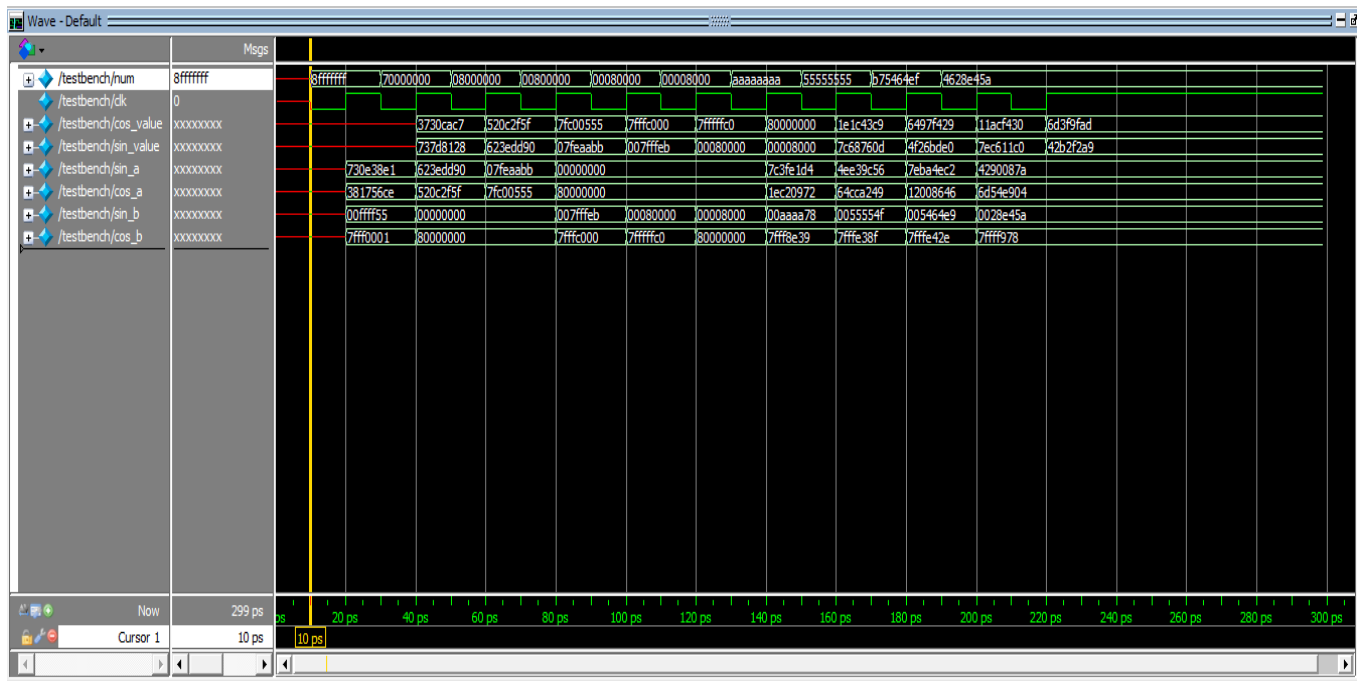 Wave - Default
Msgs
/testbench/num 8fffffff 8fffffff 70000000 08000000 00800000 00080000 00008000 aaaaaaaa 55555555 b75464ef 4628e45a
/testbench/clk 0
/testbench/cos_value xxxxxxxx 3730cac7 520c2f5f 7fc00555 7fffc000 7fffffc0 80000000 1e1c43c9 6497f429 11acf430 6d3f9fad
/testbench/sin_value xxxxxxxx 737d8128 623edd90 07feaabb 007fffeb 00080000 00008000 7c68760d 4f26bde0 7ec611c0 42b2f2a9
/testbench/sin_a xxxxxxxx 730e38e1 623edd90 07feaabb 00000000 7c3fe1d4 4ee39c56 7eba4ec2 4290087a
/testbench/cos_a xxxxxxxx 381756ce 520c2f5f 7fc00555 80000000 1ec20972 64cca249 12008646 6d54e904
/testbench/sin_b xxxxxxxx 00ffff55 00000000 007fffeb 00080000 00008000 00aaaa78 0055554f 005464e9 0028e45a
/testbench/cos_b xxxxxxxx 7fff0001 80000000 7fffc000 7fffffc0 80000000 7fff8e39 7fffe38f 7fffe42e 7ffff978
Now 299 ps ps 20 ps 40 ps 60 ps 80 ps 100 ps 120 ps 140 ps 160 ps 180 ps 200 ps 220 ps 240 ps 260 ps 280 ps 300 ps
Cursor 1 10 ps 10 ps